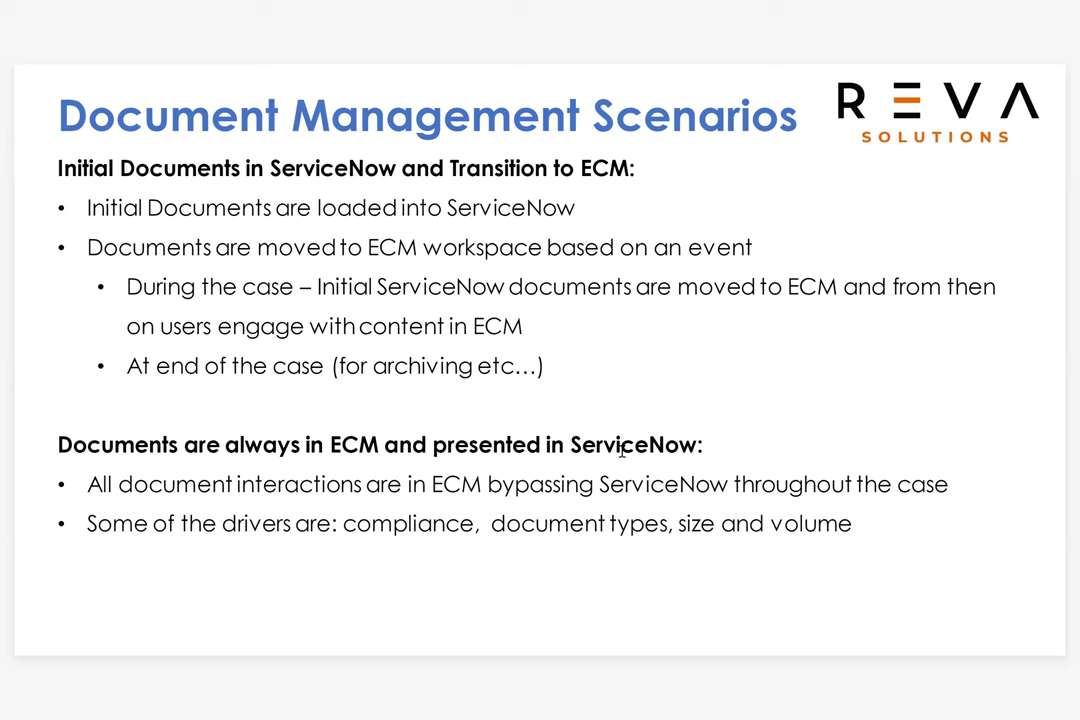 Document Management Scenarios
REVA
SOLUTIONS
Initial Documents in ServiceNow and Transition to ECM:
• Initial Documents are loaded into ServiceNow
• Documents are moved to ECM workspace based on an event
• During the case – Initial ServiceNow documents are moved to ECM and from then
on users engage with content in ECM
• At end of the case (for archiving etc…)
Documents are always in ECM and presented in ServiceNow:
• All document interactions are in ECM bypassing ServiceNow throughout the case
• Some of the drivers are: compliance, document types, size and volume